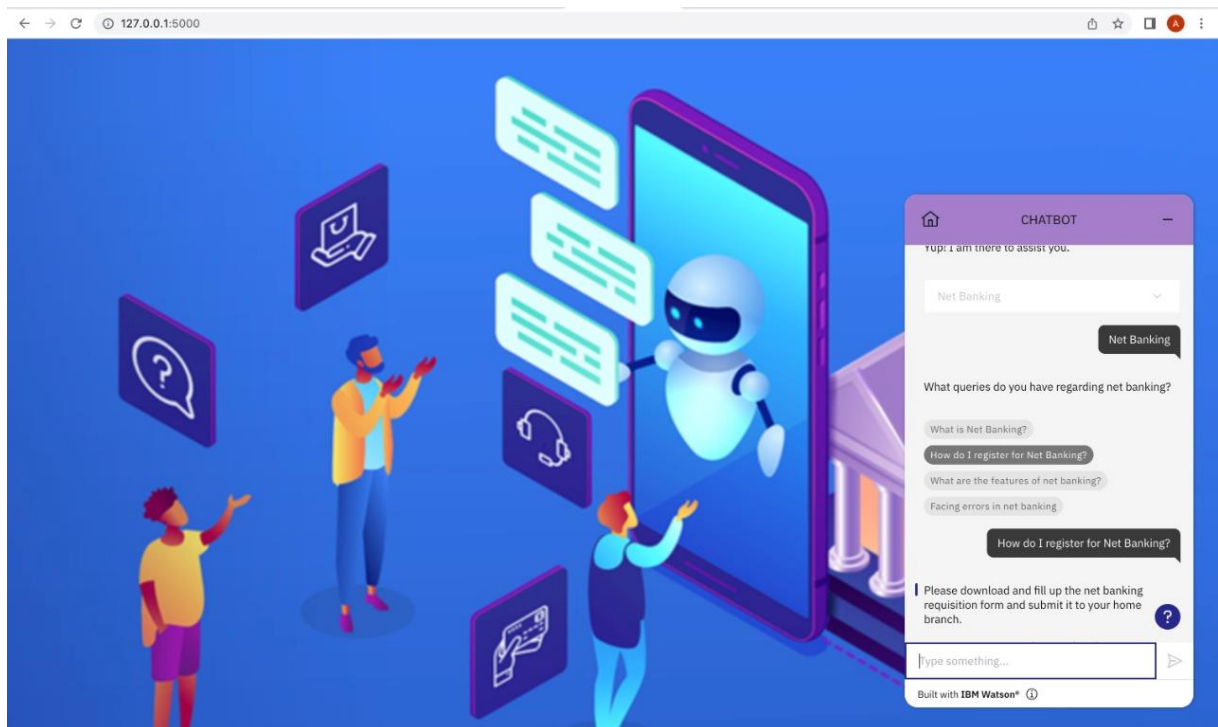 127.0.0.1:5000
A
CHATBOT
Yup! I am there to assist you.
Net Banking
Net Banking
What queries do you have regarding net banking?
What is Net Banking?
How do I register for Net Banking?
What are the features of net banking?
Facing errors in net banking
How do I register for Net Banking?
Please download and fill up the net banking
requisition form and submit it to your home
branch.
?
?
Type something...
Built with IBM Watson®